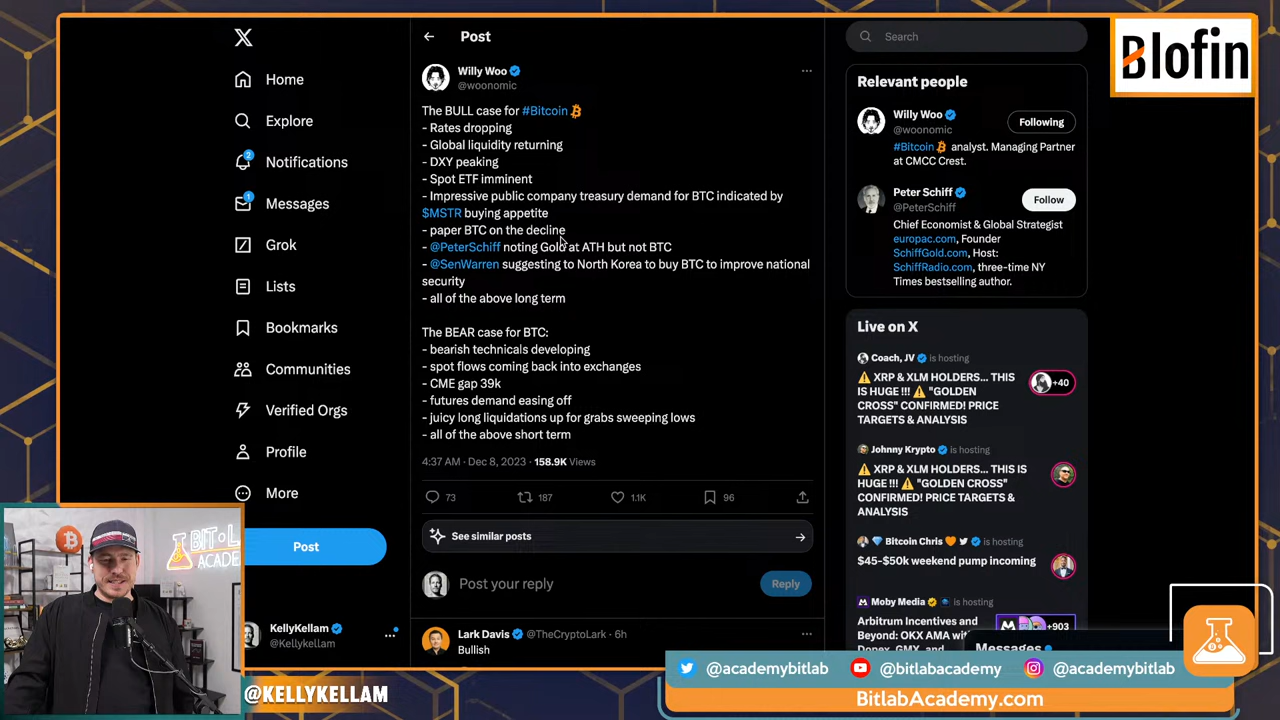 Home
Explore
2
Notifications
1
Messages
Grok
Lists
Bookmarks
Communities
Verified Orgs
Profile
More
Post
KellyKellam
@Kellykellam
Post
Willy Woo
@woonomic
The BULL case for #Bitcoin
- Rates dropping
- Global liquidity returning
- DXY peaking
- Spot ETF imminent
- Impressive public company treasury demand for BTC indicated by
$MSTR buying appetite
- paper BTC on the decline
- @PeterSchiff noting Gold at ATH but not BTC
- @SenWarren suggesting to North Korea to buy BTC to improve national
security
- all of the above long term
The BEAR case for BTC:
- bearish technicals developing
- spot flows coming back into exchanges
- CME gap 39k
- futures demand easing off
- juicy long liquidations up for grabs sweeping lows
- all of the above short term
4:37 AM · Dec 8, 2023 · 158.9K Views
73 187 1.1K 96
See similar posts
Post your reply
Reply
Lark Davis @TheCryptoLark · 6h
Bullish
Search
Relevant people
Willy Woo
@woonomic
Following
#Bitcoin analyst. Managing Partner
at CMCC Crest.
Peter Schiff
@PeterSchiff
Follow
Chief Economist & Global Strategist
europac.com, Founder
SchiffGold.com, Host:
SchiffRadio.com, three-time NY
Times bestselling author.
Live on X
Coach, JV is hosting
XRP & XLM HOLDERS... THIS
IS HUGE !!! "GOLDEN
CROSS" CONFIRMED! PRICE
TARGETS & ANALYSIS
+40
Johnny Krypto is hosting
XRP & XLM HOLDERS... THIS IS
HUGE !!! "GOLDEN CROSS"
CONFIRMED! PRICE TARGETS &
ANALYSIS
Bitcoin Chris is hosting
$45-$50k weekend pump incoming
Moby Media is hosting
Arbitrum Incentives and
Beyond: OKX AMA with
+903
Messages
Blofin
@KELLYKELLAM
@academybitlab @bitlabacademy @academybitlab
BitlabAcademy.com